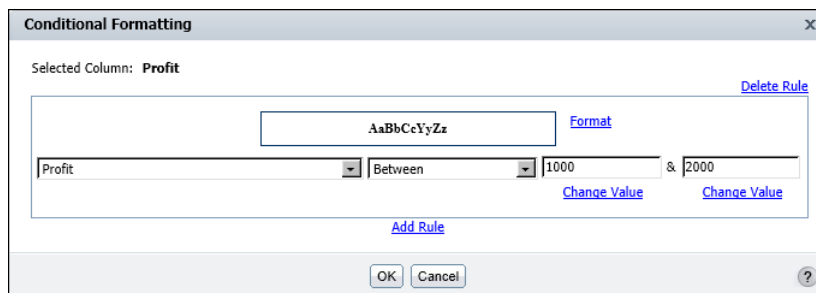 Conditional Formatting x
Selected Column: Profit
Delete Rule
AaBbCcYyZz Format
Profit Between 1000 & 2000
Change Value Change Value
Add Rule
OK Cancel ?